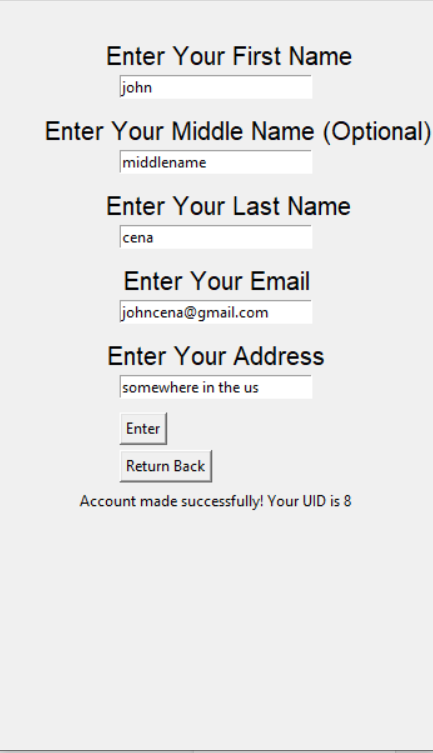 Enter Your First Name
john
Enter Your Middle Name (Optional)
middlename
Enter Your Last Name
cena
Enter Your Email
johncena@gmail.com
Enter Your Address
somewhere in the us
Enter
Return Back
Account made successfully! Your UID is 8